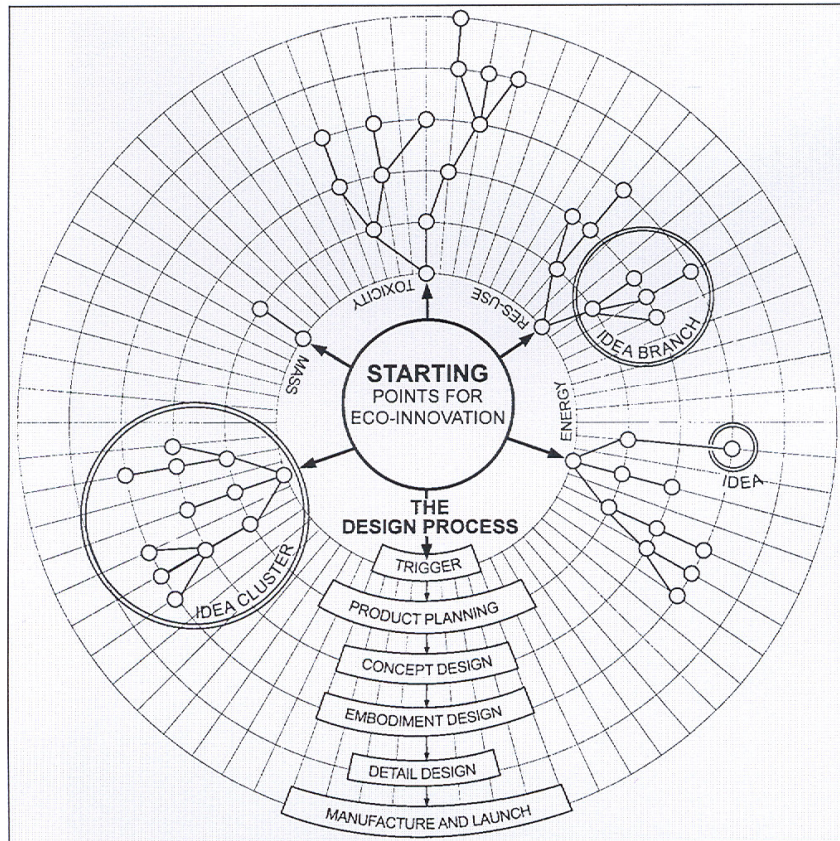 TOXICITY
RES-USE
MASS
ENERGY
STARTING
POINTS FOR
ECO-INNOVATION
IDEA BRANCH
IDEA
IDEA CLUSTER
THE
DESIGN PROCESS
TRIGGER
PRODUCT PLANNING
CONCEPT DESIGN
EMBODIMENT DESIGN
DETAIL DESIGN
MANUFACTURE AND LAUNCH